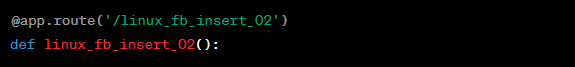 @app.route('/linux_fb_insert_02')
def linux_fb_insert_02():